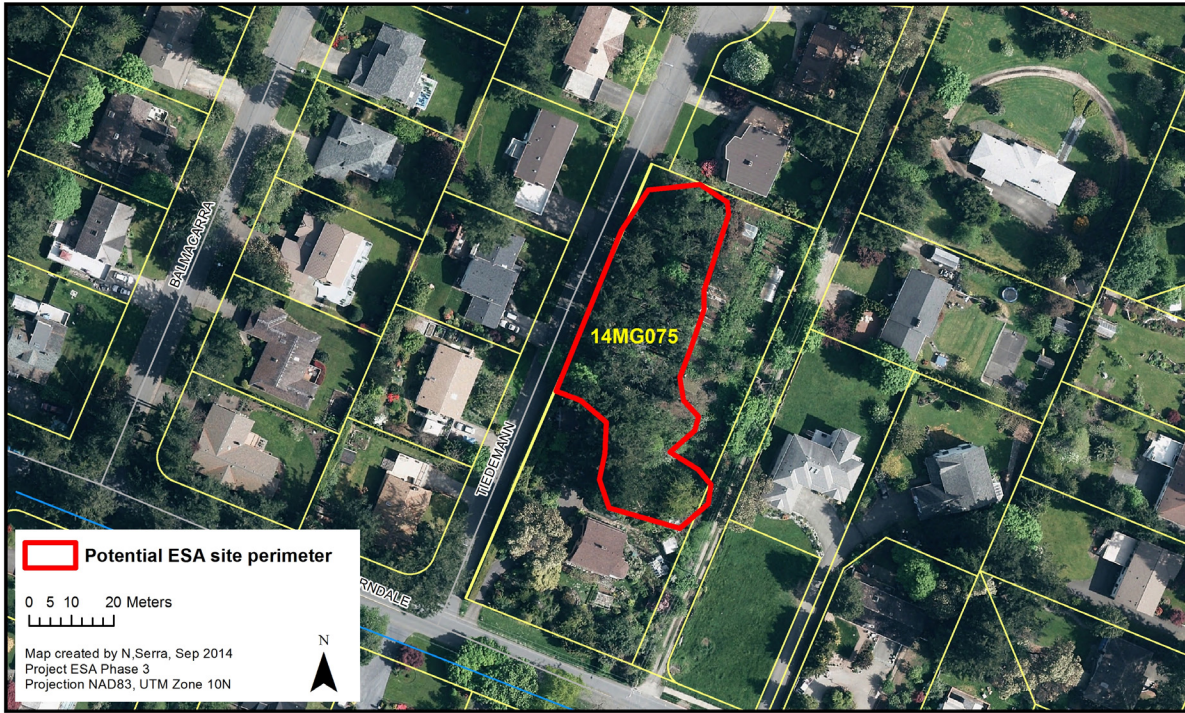 BALMACARRA
14MG075
TIEDEMANN
RNDALE
Potential ESA site perimeter
0 5 10 20 Meters
Map created by N,Serra, Sep 2014
Project ESA Phase 3
Projection NAD83, UTM Zone 10N
N